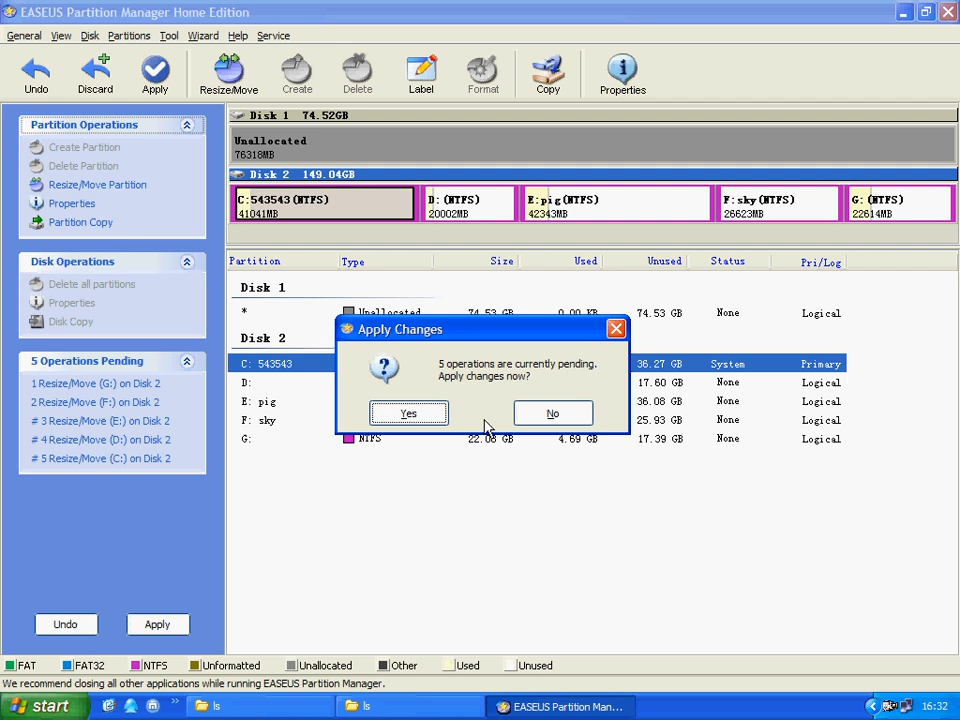 EASEUS Partition Manager Home Edition
General View Disk Partitions Tool Wizard Help Service
Undo Discard Apply Resize/Move Create Delete Label Format Copy Properties
Partition Operations
Create Partition
Delete Partition
Resize/Move Partition
Properties
Partition Copy
Disk Operations
Delete all partitions
Properties
Disk Copy
5 Operations Pending
1 Resize/Move (G:) on Disk 2
2 Resize/Move (F:) on Disk 2
# 3 Resize/Move (E:) on Disk 2
# 4 Resize/Move (D:) on Disk 2
# 5 Resize/Move (C:) on Disk 2
Undo Apply
Disk 1 74.52GB
Unallocated
76318MB
Disk 2 149.04GB
C:543543(NTFS) D:(NTFS) E:pig(NTFS) F:sky(NTFS) G:(NTFS)
41041MB 20002MB 42343MB 26623MB 22614MB
Partition Type Size Used Unused Status Pri/Log
Disk 1
* Unallocated 74.53 GB 0.00 KB 74.53 GB None Logical
Disk 2
C: 543543 36.27 GB System Primary
D: 17.60 GB None Logical
E: pig 36.08 GB None Logical
F: sky 25.93 GB None Logical
G: NTFS 22.08 GB 4.69 GB 17.39 GB None Logical
Apply Changes
5 operations are currently pending.
Apply changes now?
Yes No
FAT FAT32 NTFS Unformatted Unallocated Other Used Unused
We recommend closing all other applications while running EASEUS Partition Manager.
start ls ls EASEUS Partition Man... 16:32